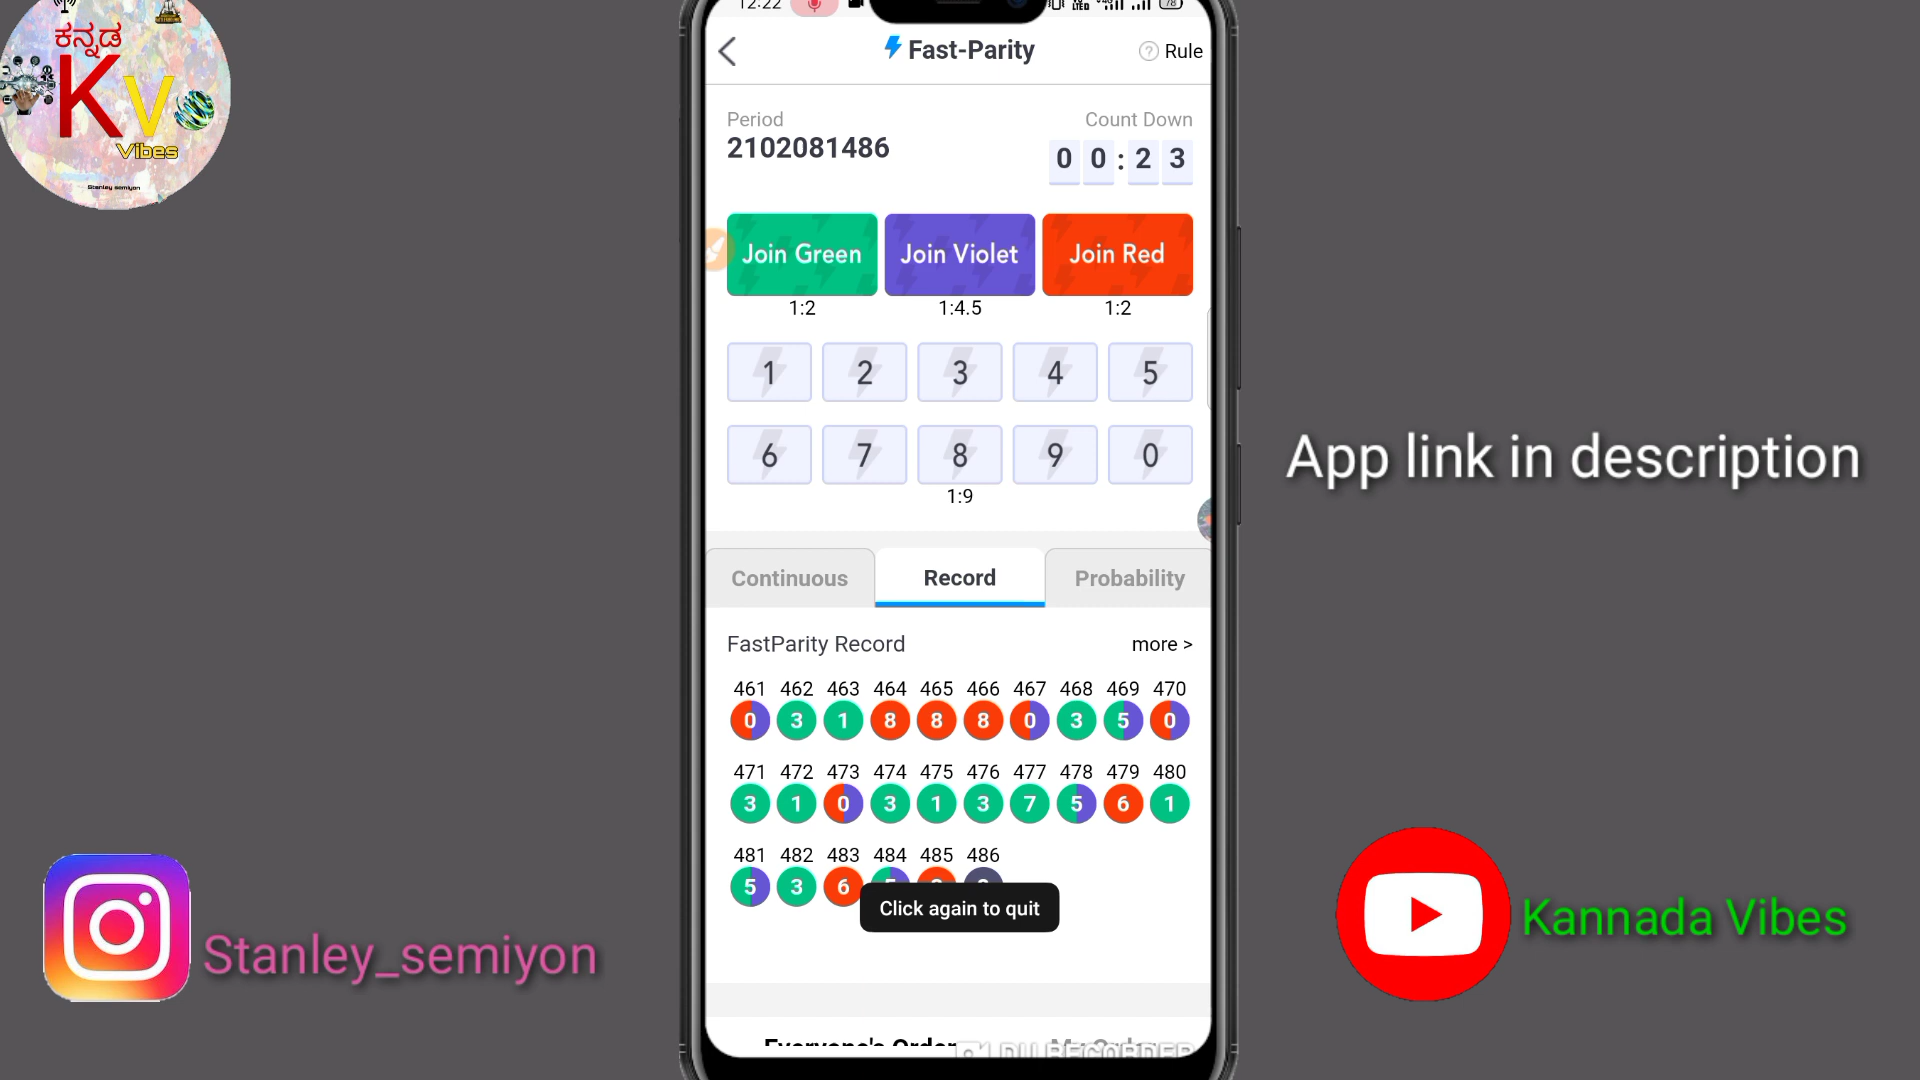 ಕನ್ನಡ
KV
Vibes
Stanley semiyon
12:22
78
Fast-Parity
? Rule
Period
Count Down
2102081486
0 0 : 2 3
Join Green
Join Violet
Join Red
1:2
1:4.5
1:2
1 2 3 4 5
6 7 8 9 0
1:9
App link in description
Continuous
Record
Probability
FastParity Record
more >
461 462 463 464 465 466 467 468 469 470
0 3 1 8 8 8 0 3 5 0
471 472 473 474 475 476 477 478 479 480
3 1 0 3 1 3 7 5 6 1
481 482 483 484 485 486
5 3 6
Click again to quit
Stanley_semiyon
Kannada Vibes
Everyone's Order